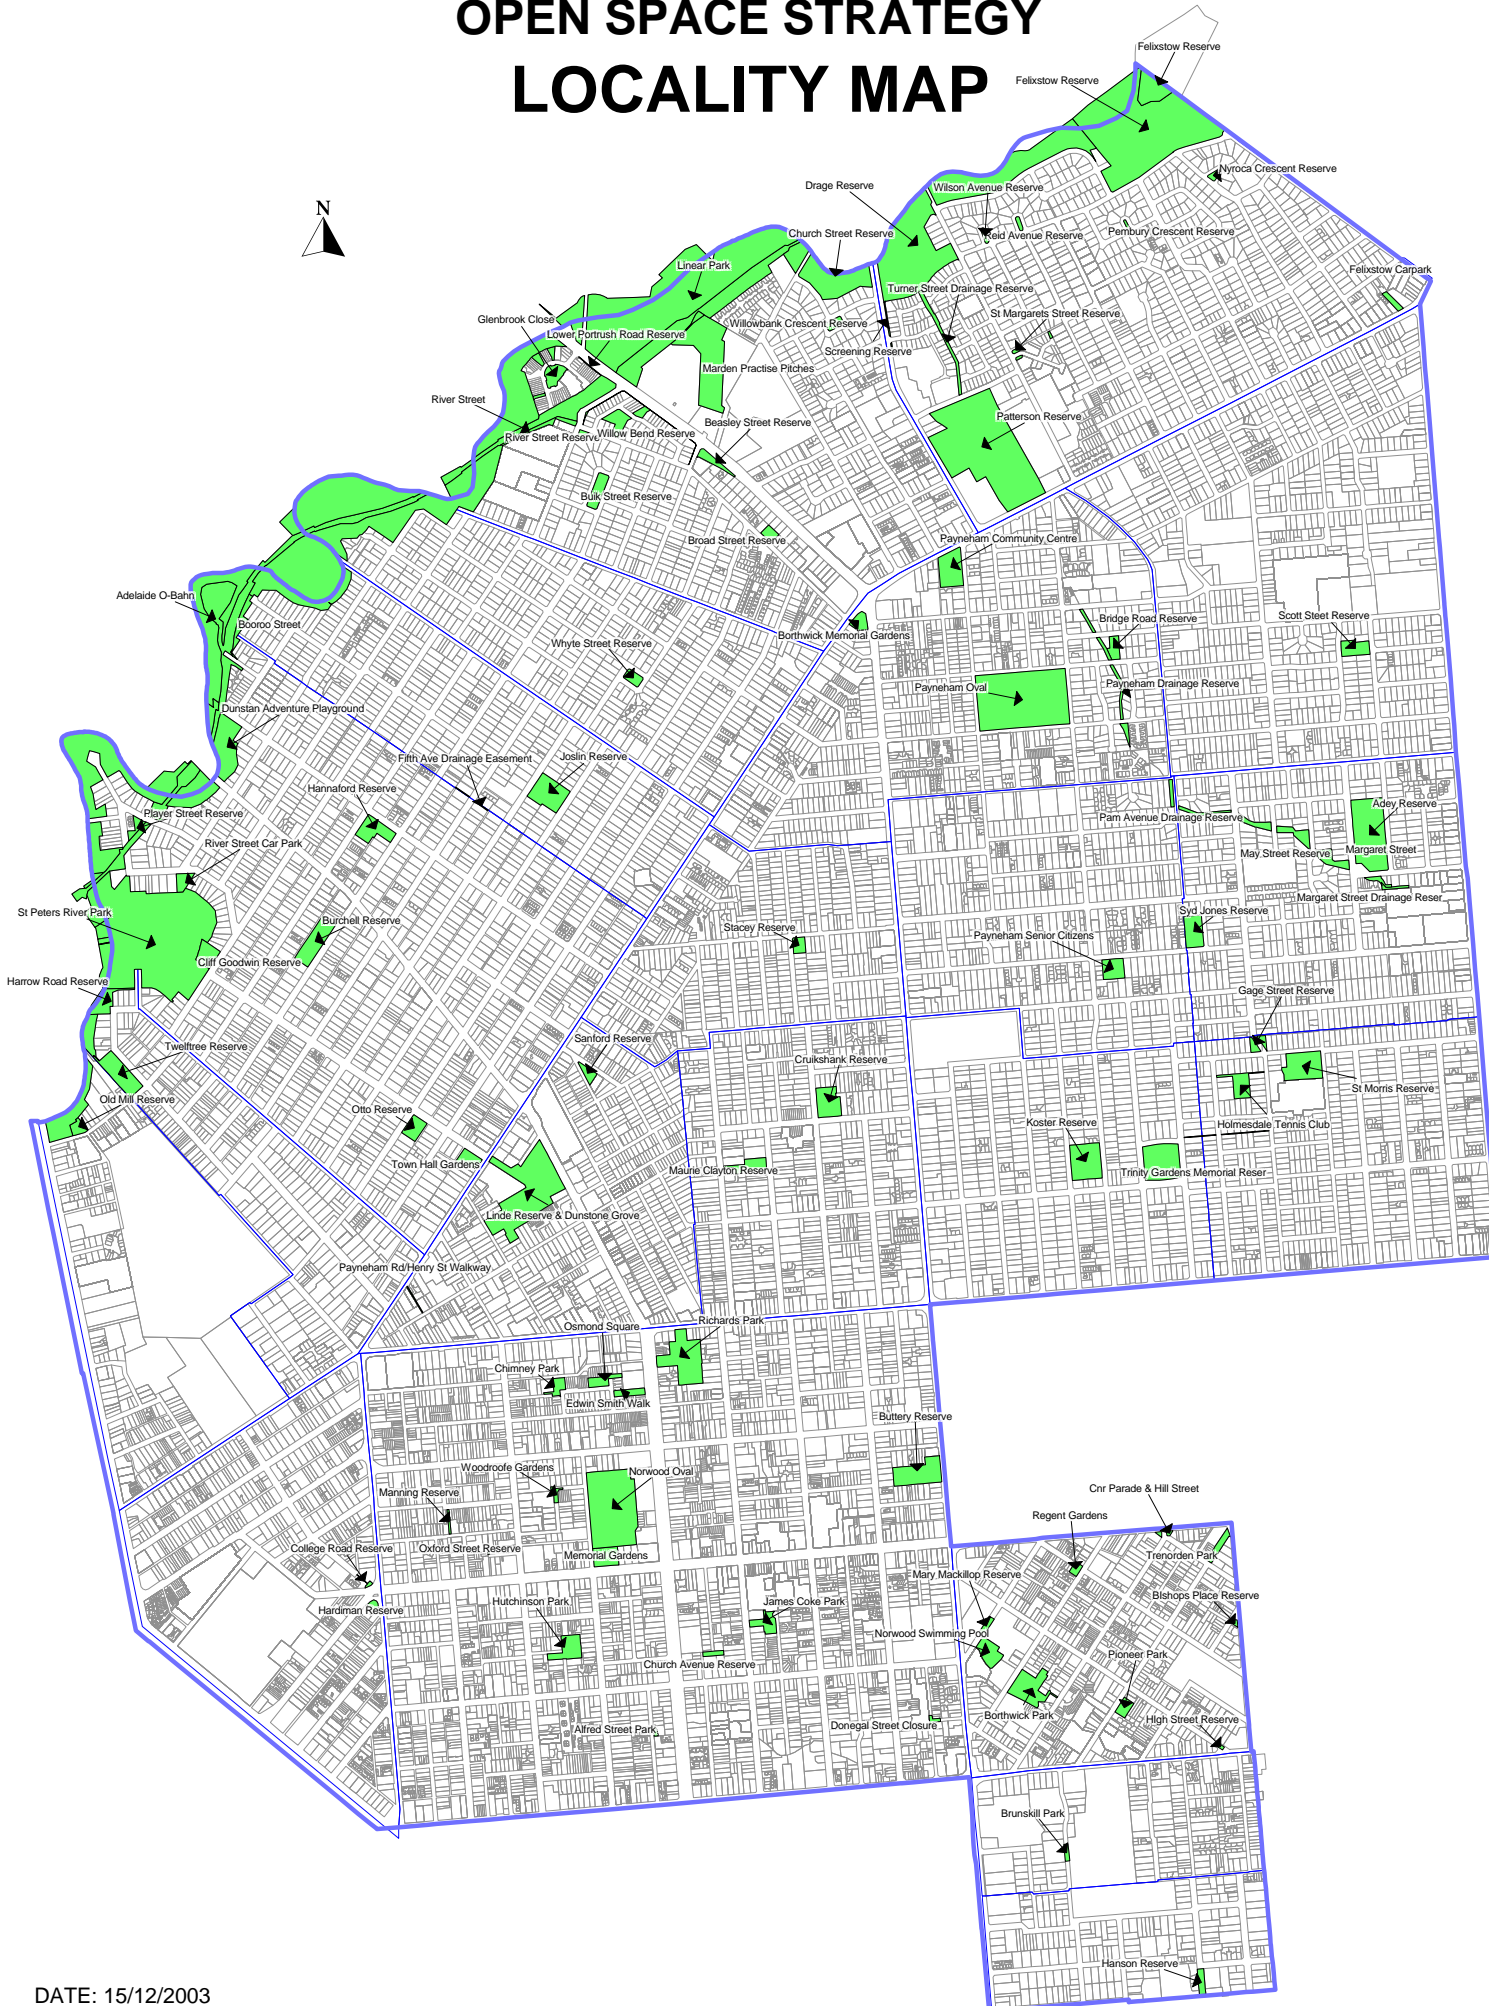 OPEN SPACE STRATEGY
LOCALITY MAP
Felixstow Reserve
Felixstow Reserve
Nyroca Crescent Reserve
Drage Reserve
Wilson Avenue Reserve
N
Church Street Reserve
Reid Avenue Reserve
Pembury Crescent Reserve
Linear Park
Felixstow Carpark
Turner Street Drainage Reserve
Glenbrook Close
St Margarets Street Reserve
Willowbank Crescent Reserve
Lower Portrush Road Reserve
Screening Reserve
Marden Practise Pitches
River Street
Patterson Reserve
Beasley Street Reserve
River Street Reserve
Willow Bend Reserve
Buik Street Reserve
Broad Street Reserve
Payneham Community Centre
Adelaide O-Bahn
Booroo Street
Borthwick Memorial Gardens
Bridge Road Reserve
Scott Steet Reserve
Whyte Street Reserve
Payneham Oval
Payneham Drainage Reserve
Dunstan Adventure Playground
Fifth Ave Drainage Easement
Joslin Reserve
Hannaford Reserve
Adey Reserve
Player Street Reserve
Pam Avenue Drainage Reserve
River Street Car Park
May Street Reserve
Margaret Street
Margaret Street Drainage Reser
St Peters River Park
Burchell Reserve
Stacey Reserve
Syd Jones Reserve
Payneham Senior Citizens
Cliff Goodwin Reserve
Harrow Road Reserve
Gage Street Reserve
Twelftree Reserve
Sanford Reserve
Cruikshank Reserve
St Morris Reserve
Old Mill Reserve
Otto Reserve
Koster Reserve
Holmesdale Tennis Club
Town Hall Gardens
Maurie Clayton Reserve
Trinity Gardens Memorial Reser
Linde Reserve & Dunstone Grove
Payneham Rd/Henry St Walkway
Osmond Square
Richards Park
Chimney Park
Edwin Smith Walk
Buttery Reserve
Woodroofe Gardens
Norwood Oval
Manning Reserve
Cnr Parade & Hill Street
Regent Gardens
College Road Reserve
Oxford Street Reserve
Memorial Gardens
Trenorden Park
Mary Mackillop Reserve
BIshops Place Reserve
Hardiman Reserve
Hutchinson Park
James Coke Park
Norwood Swimming Pool
Church Avenue Reserve
Pioneer Park
Borthwick Park
Alfred Street Park
Donegal Street Closure
HIgh Street Reserve
Brunskill Park
Hanson Reserve
DATE: 15/12/2003